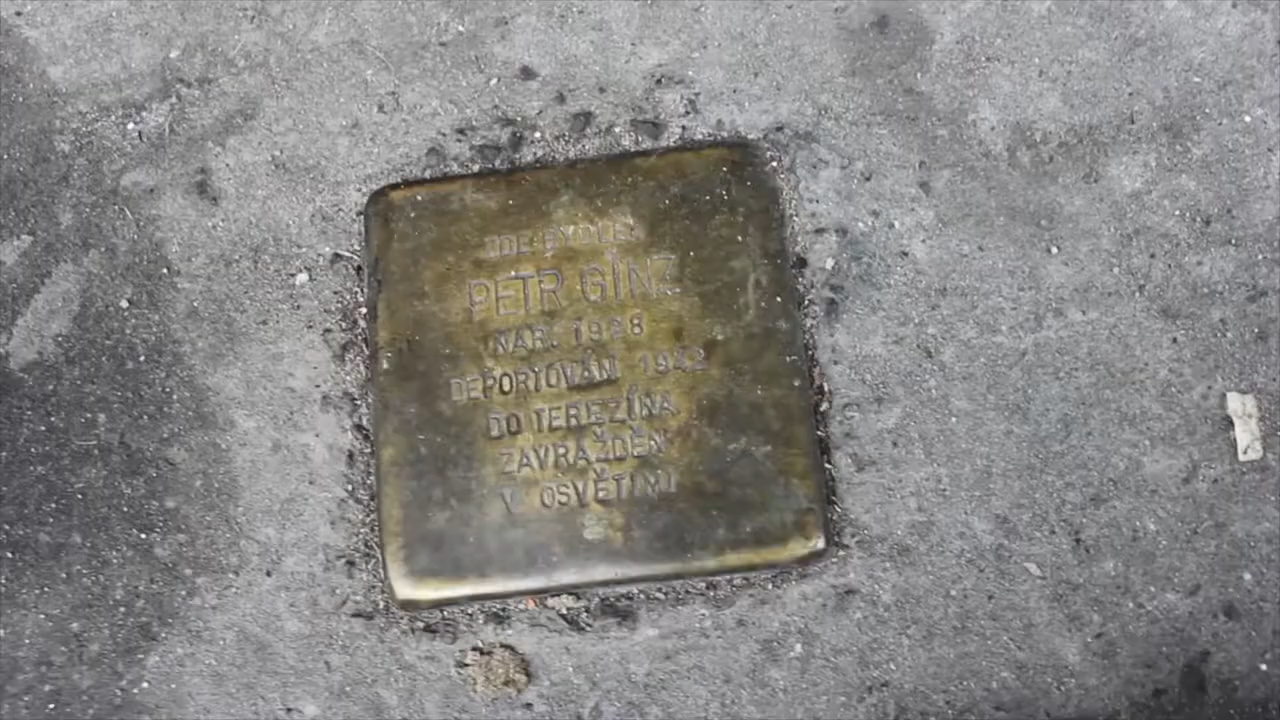 ZDE BYDLEL
PETR GINZ
NAR. 1928
DEPORTOVÁN 1942
DO TEREZÍNA
ZAVRAŽDĚN
V OSVĚTIMI